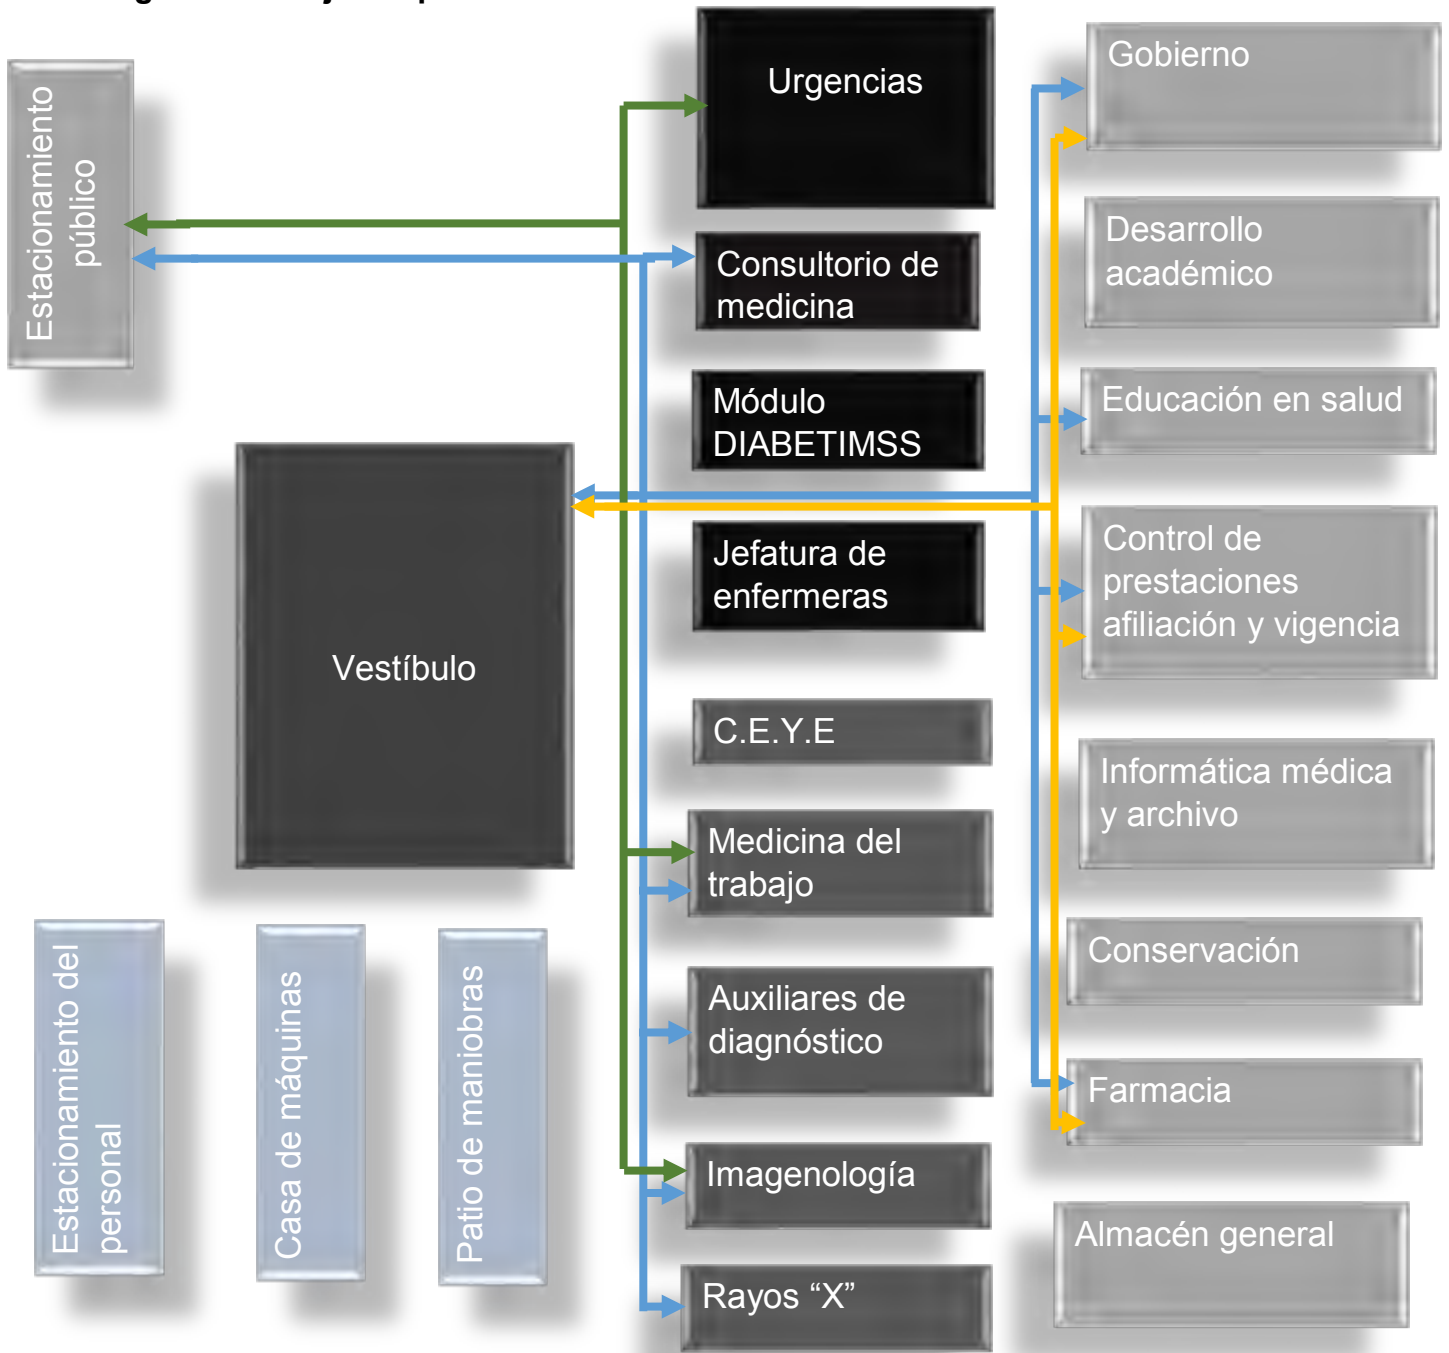 Estacionamiento
público
Urgencias
Consultorio de
medicina
Módulo
DIABETIMSS
Jefatura de
enfermeras
Vestíbulo
C.E.Y.E
Medicina del
trabajo
Auxiliares de
diagnóstico
Imagenología
Rayos “X”
Gobierno
Desarrollo
académico
Educación en salud
Control de
prestaciones
afiliación y vigencia
Informática médica
y archivo
Conservación
Farmacia
Almacén general
Estacionamiento del
personal
Casa de máquinas
Patio de maniobras